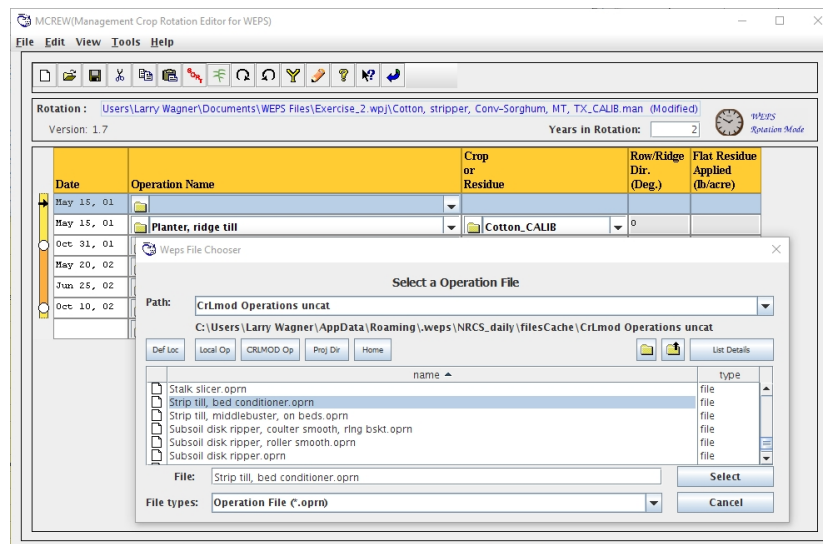 MCREW(Management Crop Rotation Editor for WEPS)
File Edit View Tools Help
Rotation : Users\Larry Wagner\Documents\WEPS Files\Exercise_2.wpj\Cotton, stripper, Conv-Sorghum, MT, TX_CALIB.man (Modified)
Version: 1.7
Years in Rotation: 2
WEPS
Rotation Mode
Date
Operation Name
Crop
or
Residue
Row/Ridge
Dir.
(Deg.)
Flat Residue
Applied
(lb/acre)
May 15, 01
May 15, 01 Planter, ridge till Cotton_CALIB 0
Oct 31, 01
May 20, 02
Jun 25, 02
Oct 10, 02
Weps File Chooser
Select a Operation File
Path: CrLmod Operations uncat
C:\Users\Larry Wagner\AppData\Roaming\.weps\NRCS_daily\filesCache\CrLmod Operations uncat
Def Loc Local Op CRLMOD Op Proj Dir Home List Details
name type
Stalk slicer.oprn file
Strip till, bed conditioner.oprn file
Strip till, middlebuster, on beds.oprn file
Subsoil disk ripper, coulter smooth, rlng bskt.oprn file
Subsoil disk ripper, roller smooth.oprn file
Subsoil disk ripper.oprn file
File: Strip till, bed conditioner.oprn Select
File types: Operation File (*.oprn) Cancel